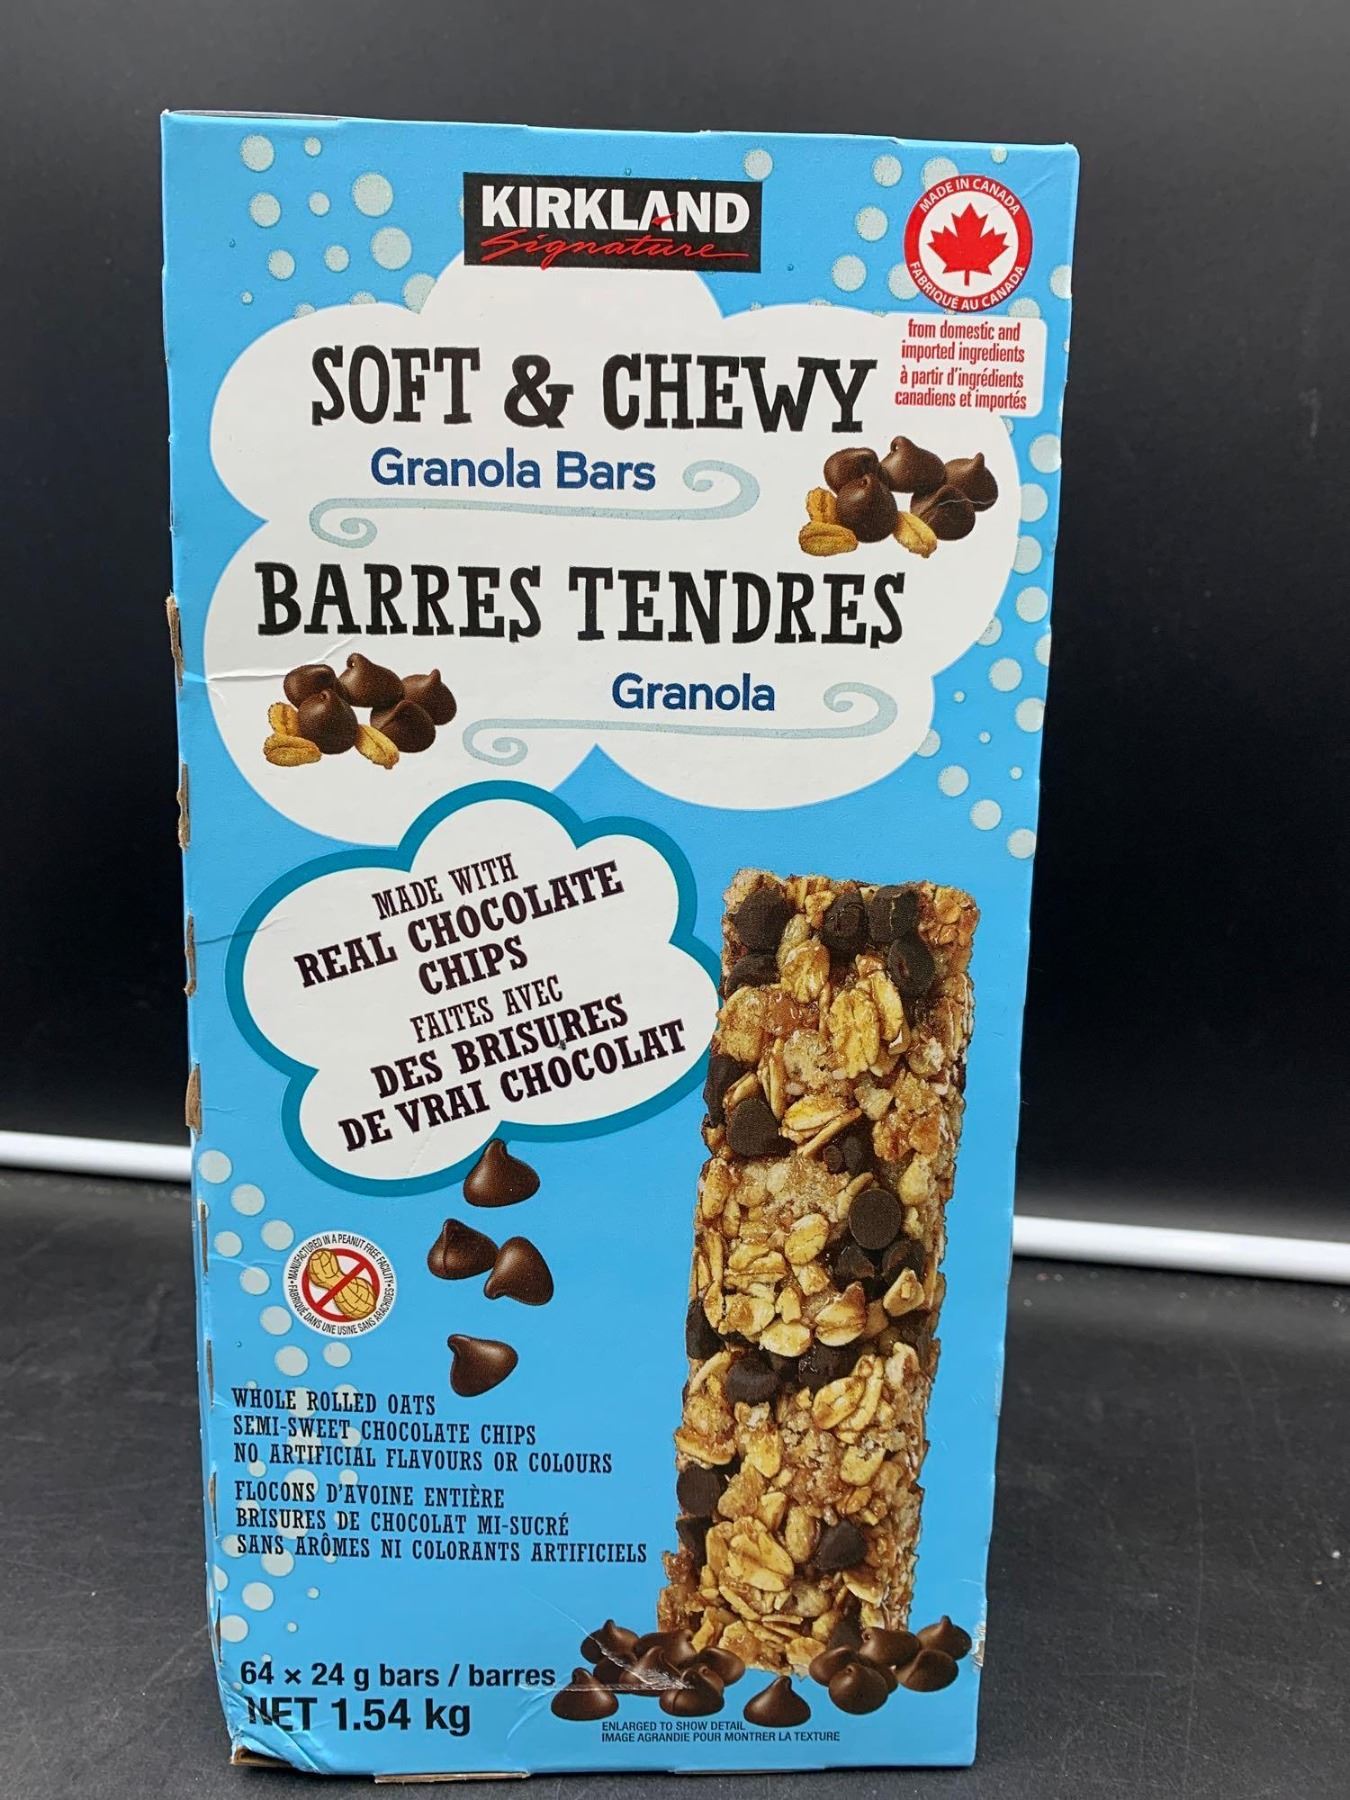 KIRKLAND
Signature
MADE IN CANADA
FABRIQUÉ AU CANADA
from domestic and
imported ingredients
à partir d'ingrédients
canadiens et importés
SOFT & CHEWY
Granola Bars
BARRES TENDRES
Granola
MADE WITH
REAL CHOCOLATE
CHIPS
FAITES AVEC
DES BRISURES
DE VRAI CHOCOLAT
MANUFACTURED IN A PEANUT FREE FACILITY
FABRIQUÉ DANS UNE USINE SANS ARACHIDES
WHOLE ROLLED OATS
SEMI-SWEET CHOCOLATE CHIPS
NO ARTIFICIAL FLAVOURS OR COLOURS
FLOCONS D'AVOINE ENTIÈRE
BRISURES DE CHOCOLAT MI-SUCRÉ
SANS ARÔMES NI COLORANTS ARTIFICIELS
64 × 24 g bars / barres
NET 1.54 kg
ENLARGED TO SHOW DETAIL
IMAGE AGRANDIE POUR MONTRER LA TEXTURE